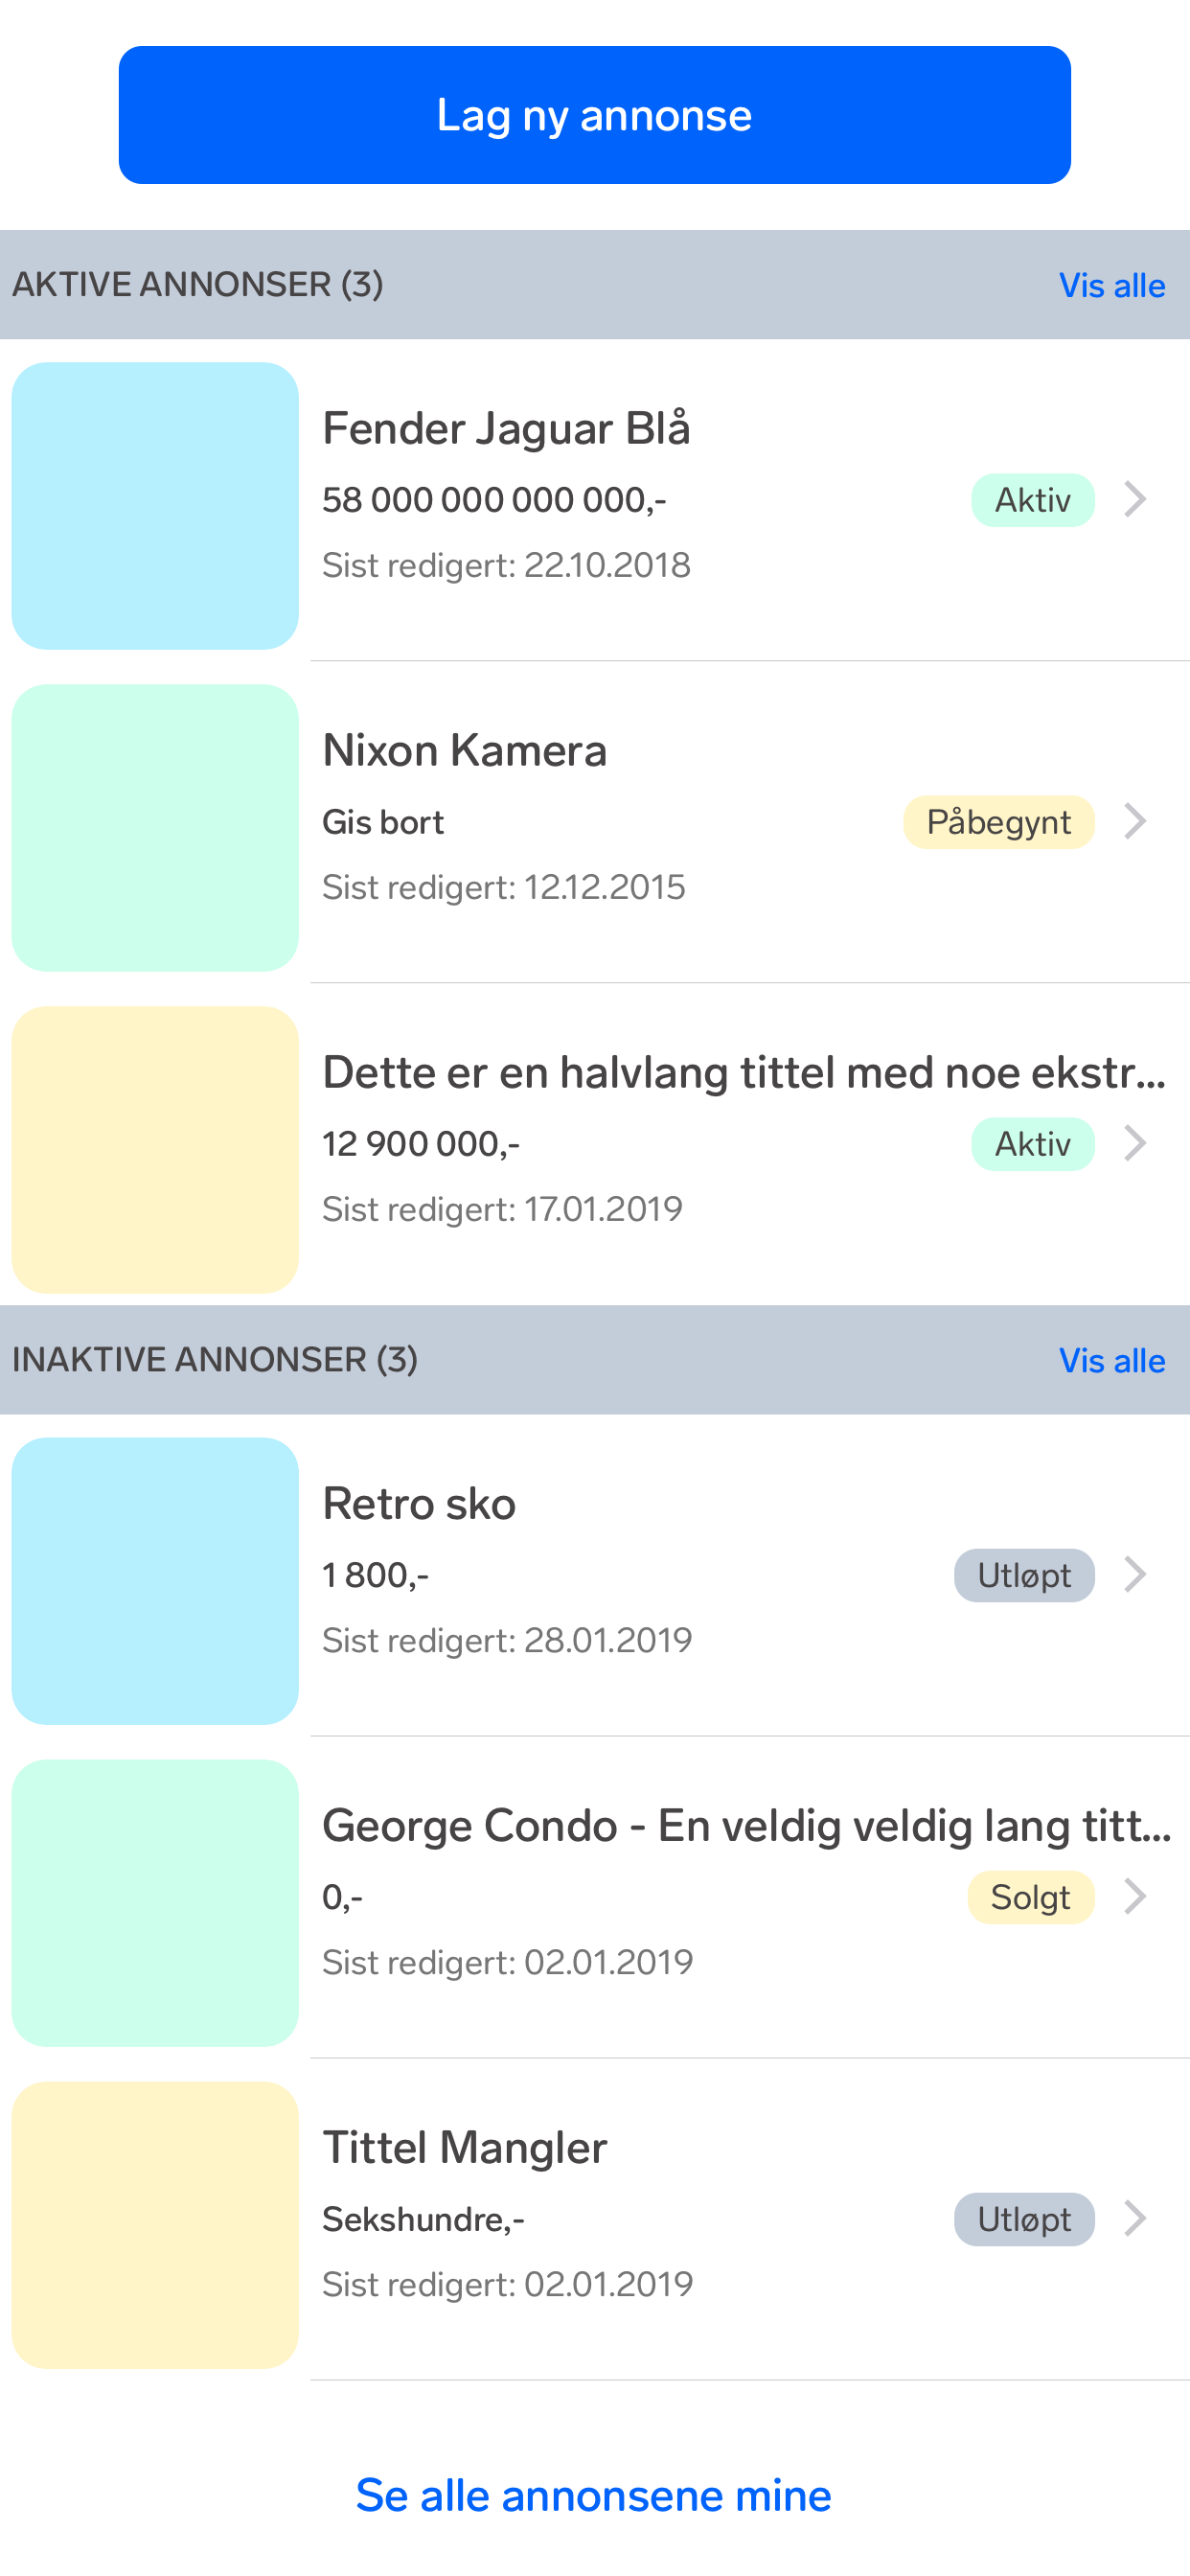 Lag ny annonse
AKTIVE ANNONSER (3)
Vis alle
Fender Jaguar Blå
58 000 000 000 000,-
Aktiv
Sist redigert: 22.10.2018
Nixon Kamera
Gis bort
Påbegynt
Sist redigert: 12.12.2015
Dette er en halvlang tittel med noe ekstr...
12 900 000,-
Aktiv
Sist redigert: 17.01.2019
INAKTIVE ANNONSER (3)
Vis alle
Retro sko
1 800,-
Utløpt
Sist redigert: 28.01.2019
George Condo - En veldig veldig lang titt...
0,-
Solgt
Sist redigert: 02.01.2019
Tittel Mangler
Sekshundre,-
Utløpt
Sist redigert: 02.01.2019
Se alle annonsene mine